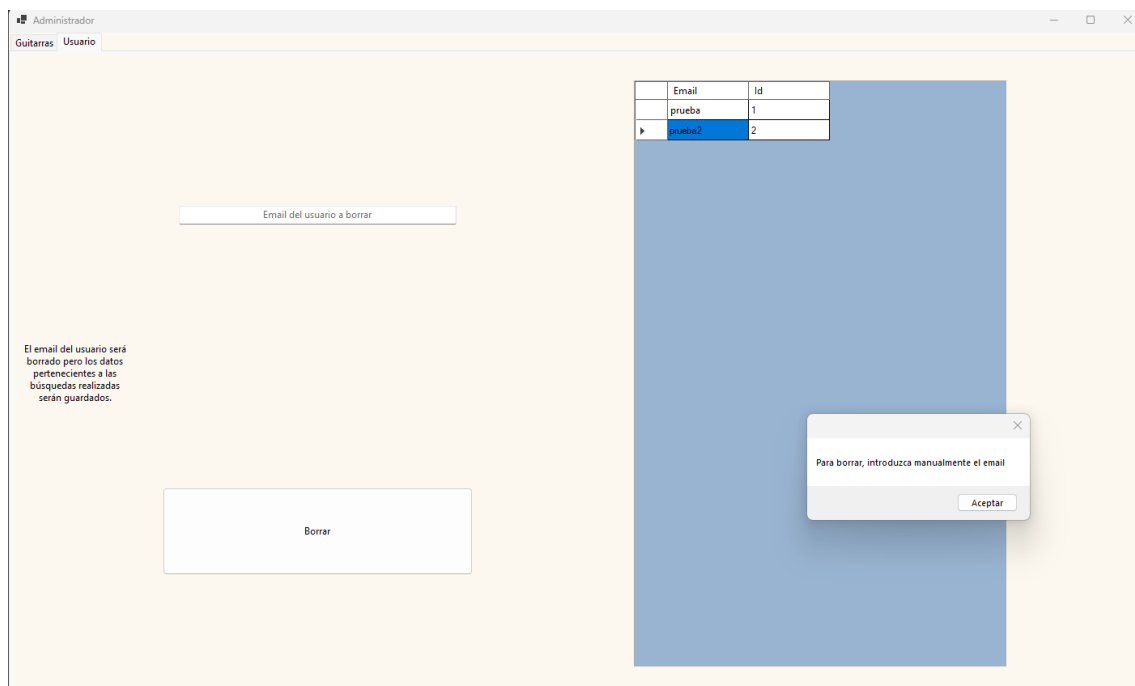 Administrador
Guitarras Usuario
Email Id
prueba 1
prueba2 2
Email del usuario a borrar
El email del usuario será
borrado pero los datos
pertenecientes a las
búsquedas realizadas
serán guardados.
Para borrar, introduzca manualmente el email
Aceptar
Borrar